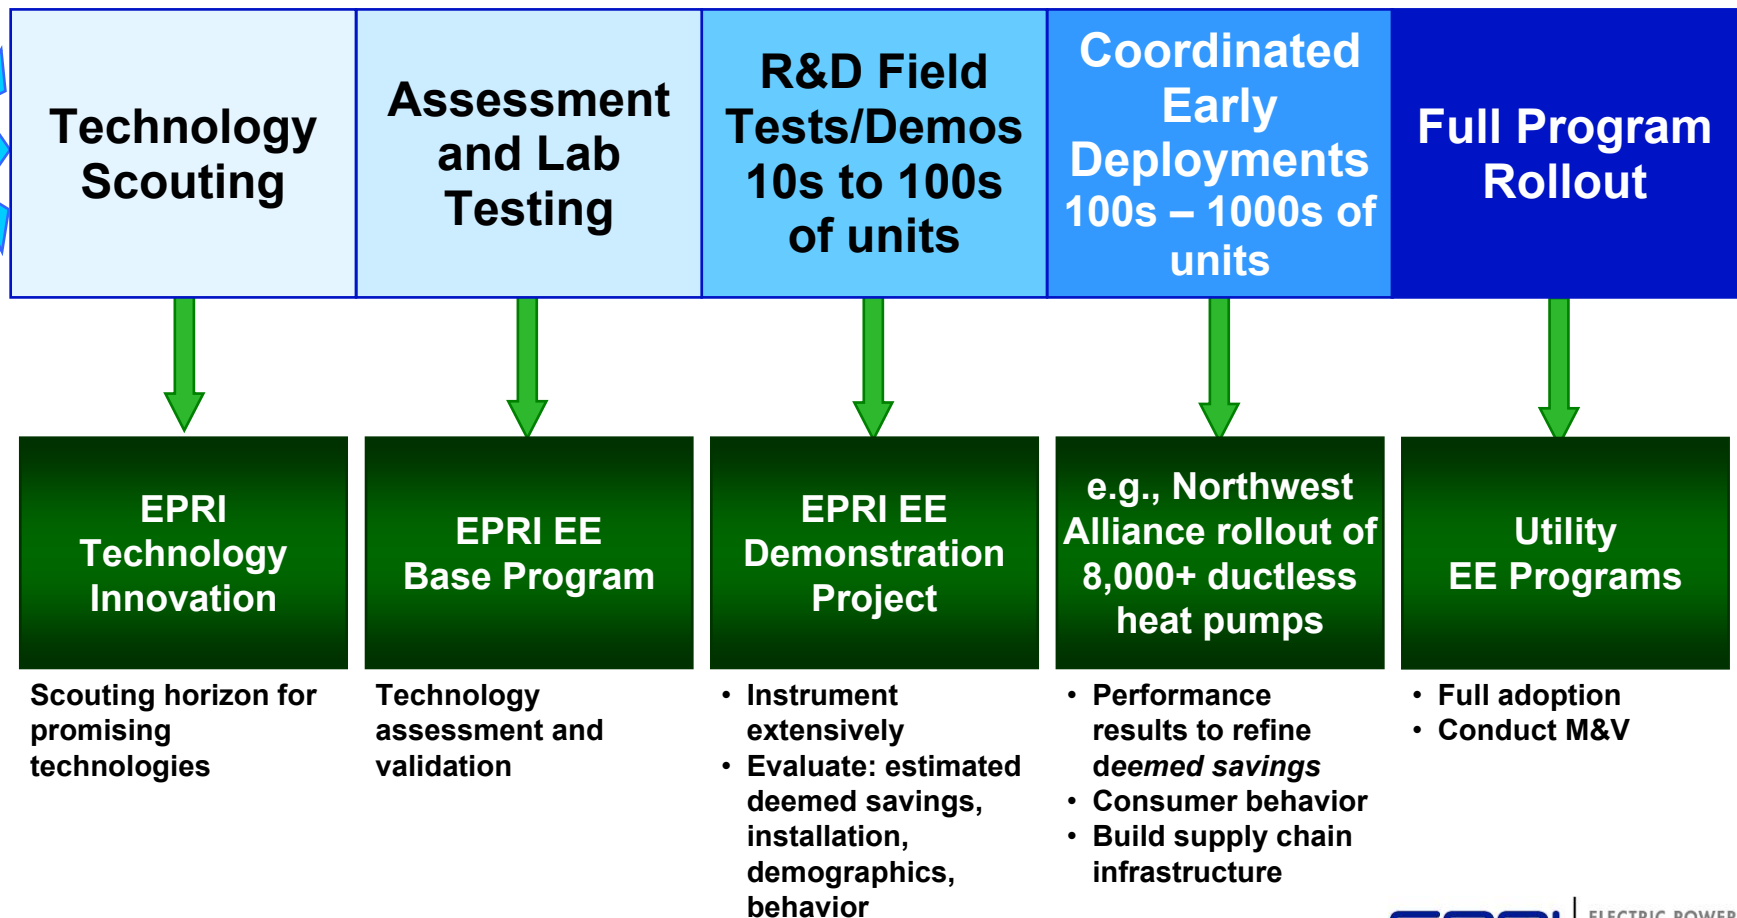 Technology
Scouting
Assessment
and Lab
Testing
R&D Field
Tests/Demos
10s to 100s
of units
Coordinated
Early
Deployments
100s – 1000s of
units
Full Program
Rollout
EPRI
Technology
Innovation
EPRI EE
Base Program
EPRI EE
Demonstration
Project
e.g., Northwest
Alliance rollout of
8,000+ ductless
heat pumps
Utility
EE Programs
Scouting horizon for
promising
technologies
Technology
assessment and
validation
• Instrument
extensively
• Evaluate: estimated
deemed savings,
installation,
demographics,
behavior
• Performance
results to refine
deemed savings
• Consumer behavior
• Build supply chain
infrastructure
• Full adoption
• Conduct M&V
ELECTRIC POWER